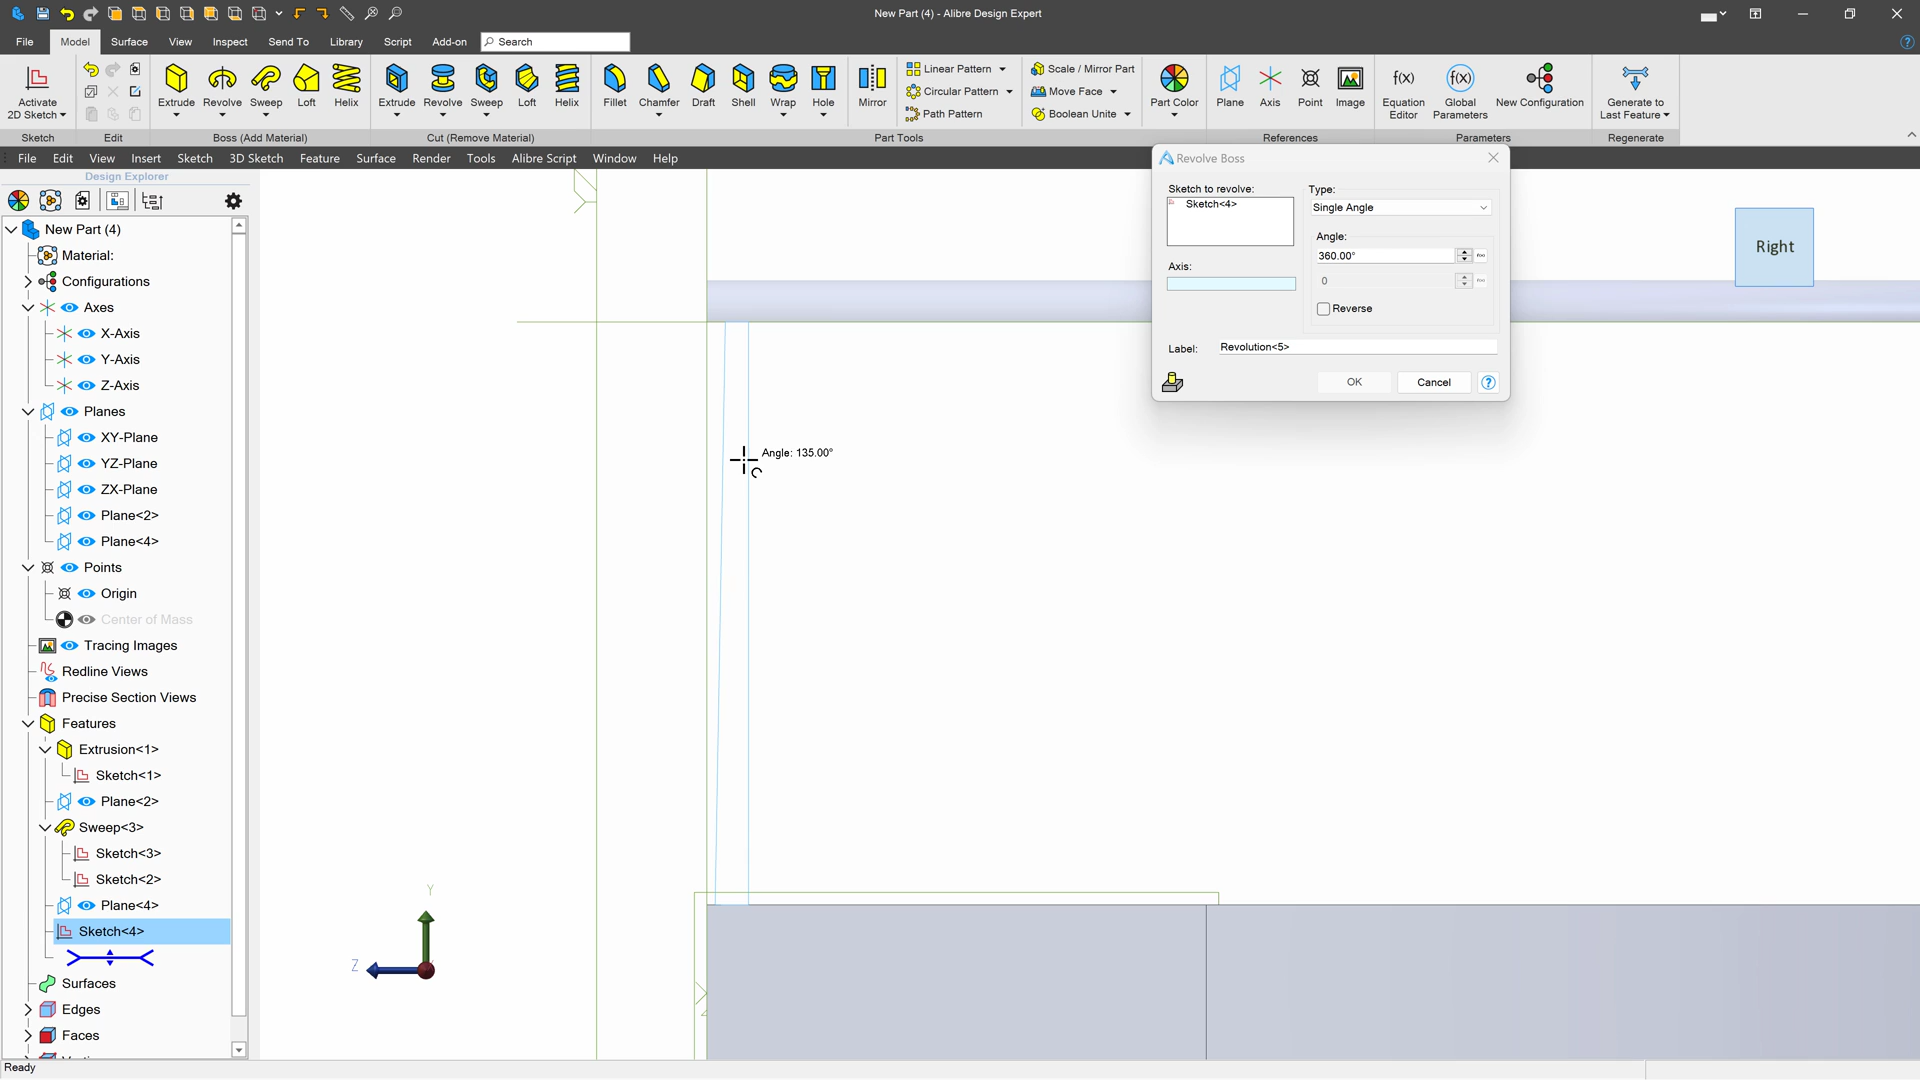 New Part (4) - Alibre Design Expert
File Model Surface View Inspect Send To Library Script Add-on Search
Activate 2D Sketch
Extrude Revolve Sweep Loft Helix
Extrude Revolve Sweep Loft Helix
Fillet Chamfer Draft Shell Wrap Hole
Mirror
Linear Pattern
Circular Pattern
Path Pattern
Scale / Mirror Part
Move Face
Boolean Unite
Part Color
Plane Axis Point Image
f(x) Equation Editor
f(x) Global Parameters
New Configuration
Generate to Last Feature
Sketch Edit Boss (Add Material) Cut (Remove Material) Part Tools References Parameters Regenerate
File Edit View Insert Sketch 3D Sketch Feature Surface Render Tools Alibre Script Window Help
Design Explorer
New Part (4)
Material:
Configurations
Axes
X-Axis
Y-Axis
Z-Axis
Planes
XY-Plane
YZ-Plane
ZX-Plane
Plane<2>
Plane<4>
Points
Origin
Center of Mass
Tracing Images
Redline Views
Precise Section Views
Features
Extrusion<1>
Sketch<1>
Plane<2>
Sweep<3>
Sketch<3>
Sketch<2>
Plane<4>
Sketch<4>
Surfaces
Edges
Faces
Revolve Boss
Sketch to revolve:
Sketch<4>
Axis:
Type:
Single Angle
Angle:
360.00°
0
Reverse
Label: Revolution<5>
OK Cancel ?
Right
Angle: 135.00°
Y
Z
Ready